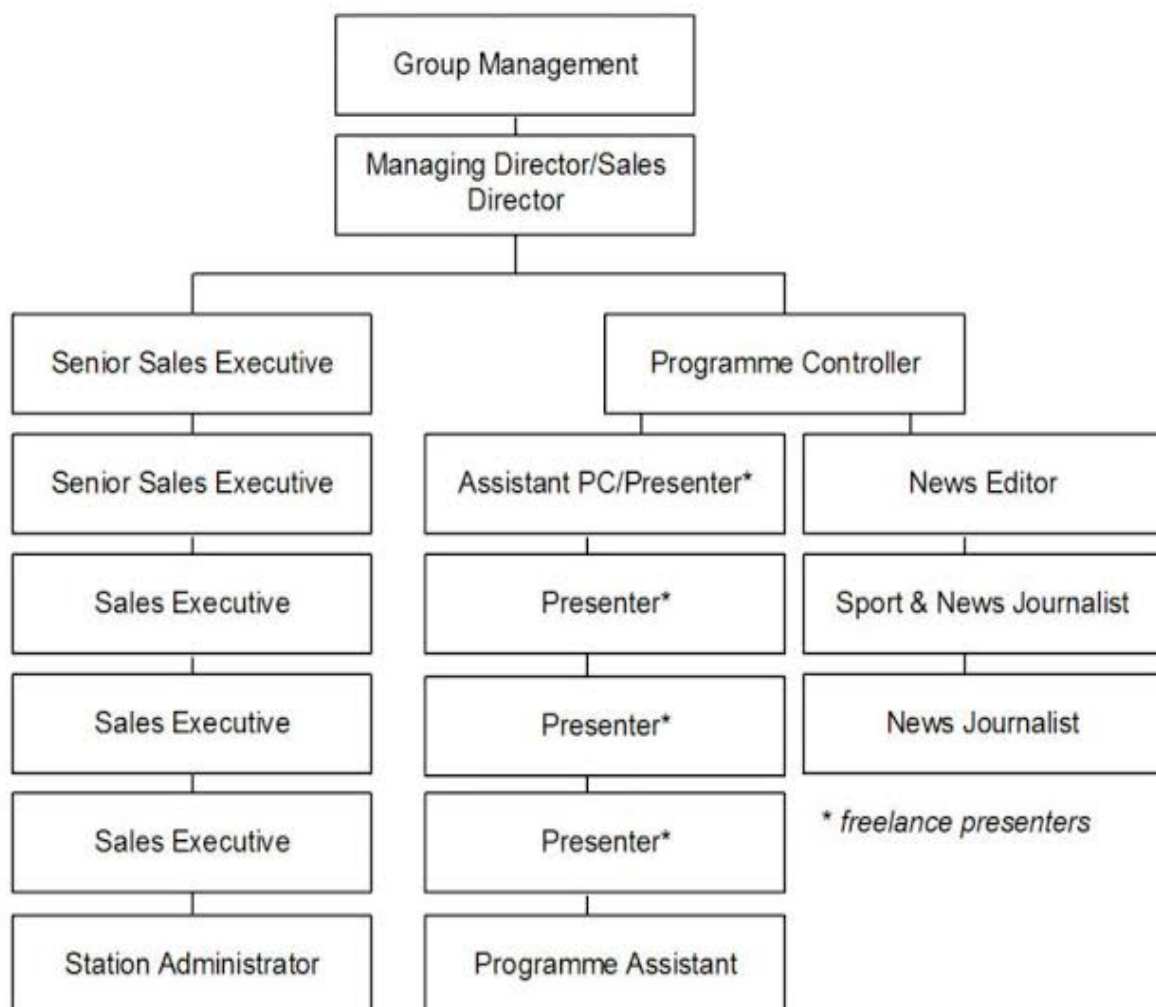 Group Management
Managing Director/Sales
Director
Senior Sales Executive
Programme Controller
Senior Sales Executive
Assistant PC/Presenter*
News Editor
Sales Executive
Presenter*
Sport & News Journalist
Sales Executive
Presenter*
News Journalist
Sales Executive
Presenter*
* freelance presenters
Station Administrator
Programme Assistant